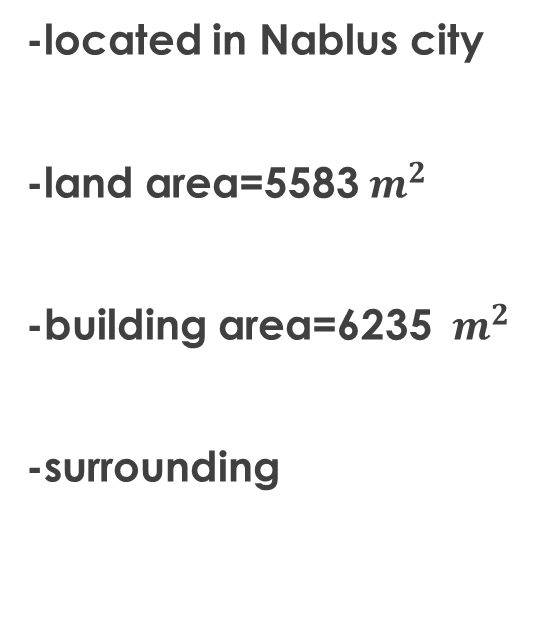 -located in Nablus city
-land area=5583 m²
-building area=6235 m²
-surrounding